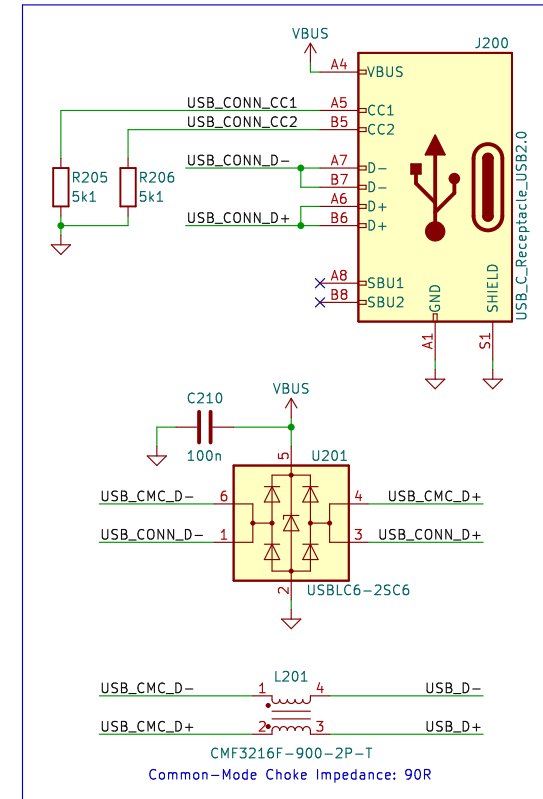 VBUS
J200
A4 VBUS
USB_CONN_CC1 A5 CC1
USB_CONN_CC2 B5 CC2
USB_CONN_D- A7 D-
B7 D-
R205 R206
5k1 5k1
A6 D+
USB_CONN_D+ B6 D+
A8 SBU1
B8 SBU2
GND SHIELD
USB_C_Receptacle_USB2.0
A1 S1
VBUS
C210
100n
5 U201
USB_CMC_D- 6 4 USB_CMC_D+
USB_CONN_D- 1 3 USB_CONN_D+
2 USBLC6-2SC6
L201
USB_CMC_D- 1 4 USB_D-
USB_CMC_D+ 2 3 USB_D+
CMF3216F-900-2P-T
Common-Mode Choke Impedance: 90R